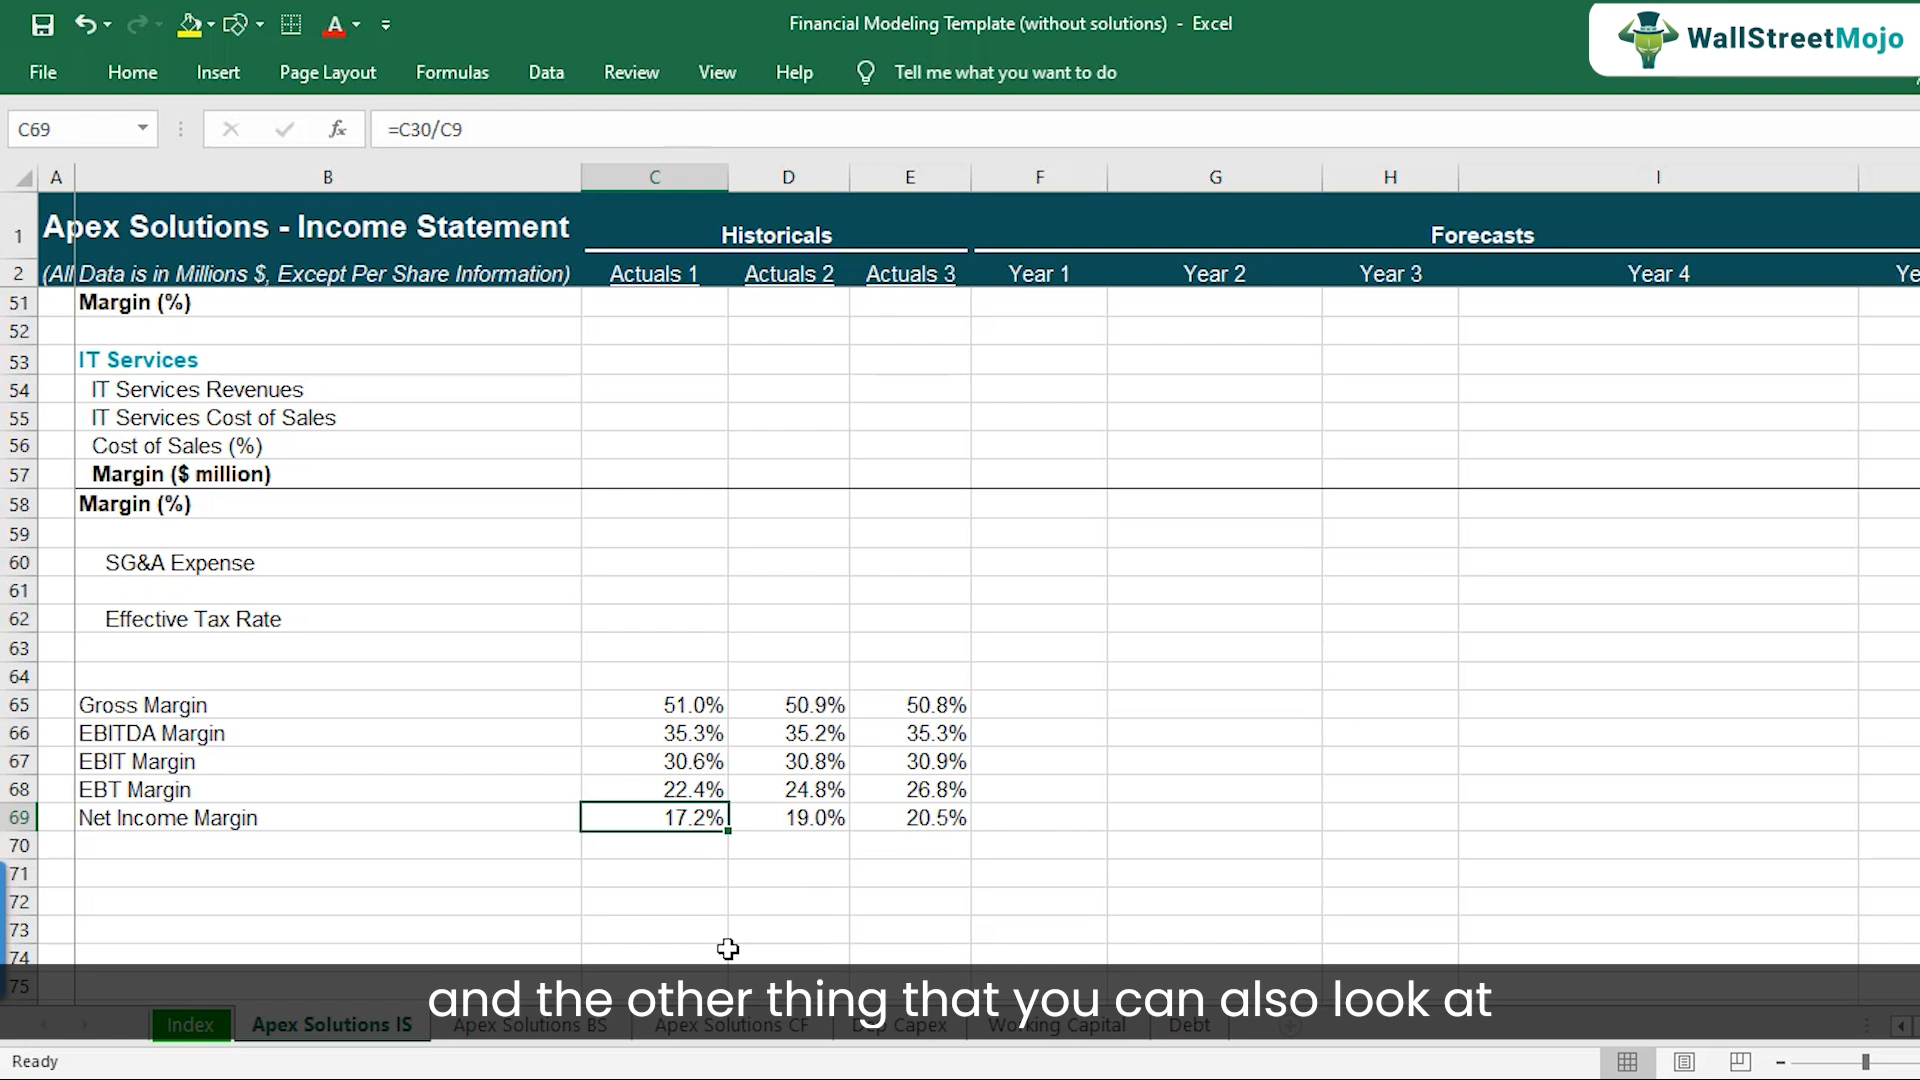 Financial Modeling Template (without solutions) - Excel
WallStreetMojo
File Home Insert Page Layout Formulas Data Review View Help Tell me what you want to do
C69 fx =C30/C9
A B C D E F G H I
1 Apex Solutions - Income Statement Historicals Forecasts
2 (All Data is in Millions $, Except Per Share Information) Actuals 1 Actuals 2 Actuals 3 Year 1 Year 2 Year 3 Year 4 Ye
51 Margin (%)
52
53 IT Services
54 IT Services Revenues
55 IT Services Cost of Sales
56 Cost of Sales (%)
57 Margin ($ million)
58 Margin (%)
59
60 SG&A Expense
61
62 Effective Tax Rate
63
64
65 Gross Margin 51.0% 50.9% 50.8%
66 EBITDA Margin 35.3% 35.2% 35.3%
67 EBIT Margin 30.6% 30.8% 30.9%
68 EBT Margin 22.4% 24.8% 26.8%
69 Net Income Margin 17.2% 19.0% 20.5%
70
71
72
73
74
75
and the other thing that you can also look at
Index Apex Solutions IS Apex Solutions BS Apex Solutions CF Dep Capex Working Capital Debt
Ready